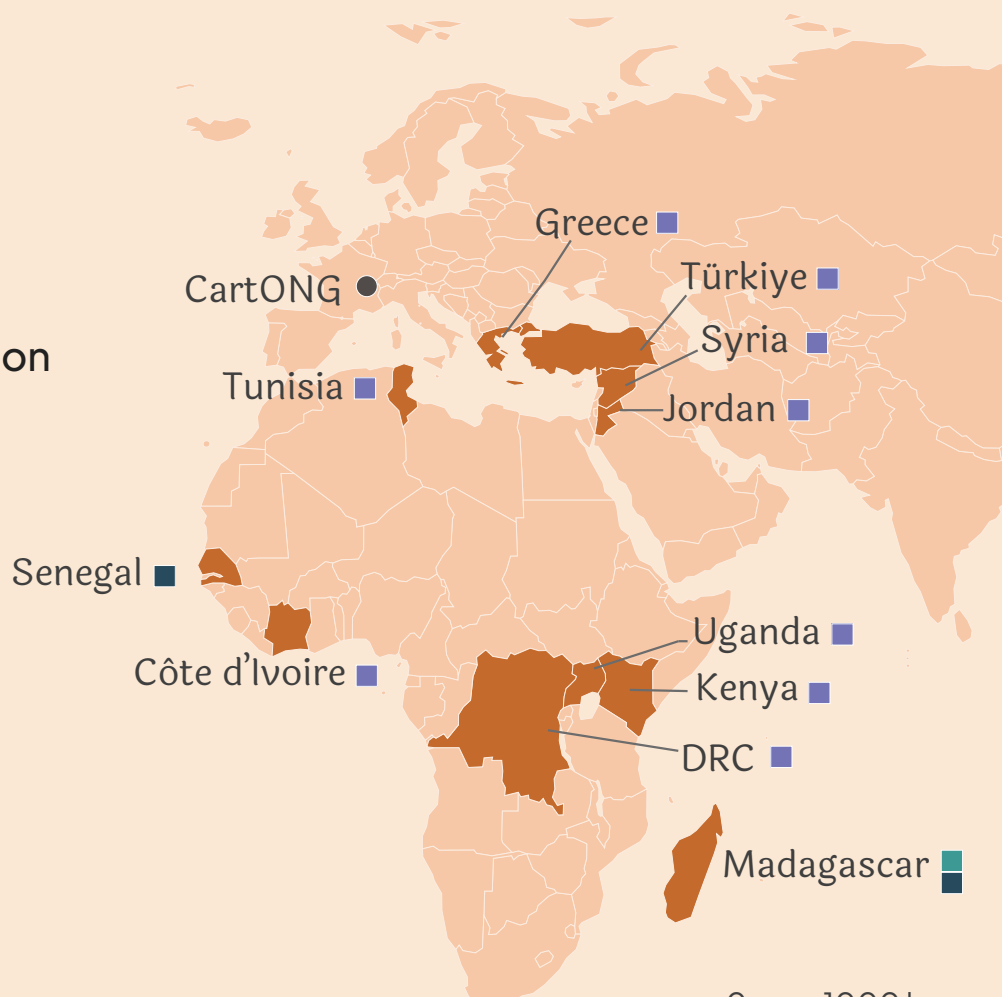 Greece
Türkiye
CartONG
Syria
on
Tunisia
Jordan
Senegal
Uganda
Côte d’Ivoire
Kenya
DRC
Madagascar